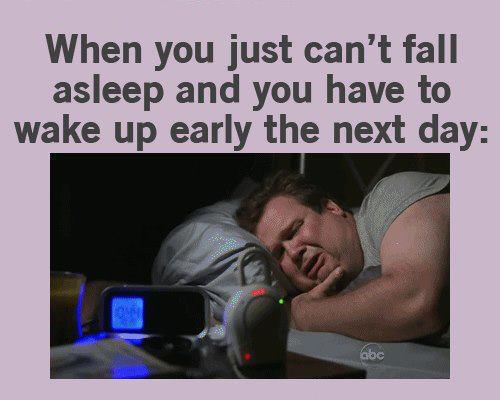 When you just can't fall
asleep and you have to
wake up early the next day:
abc